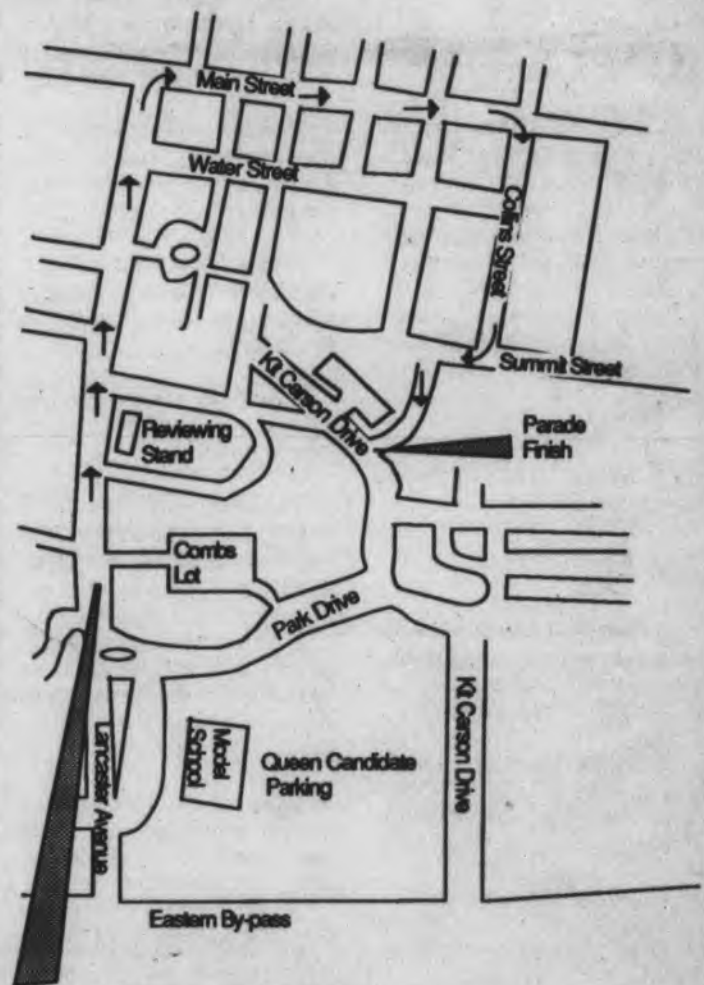 Main Street
Water Street
Collins Street
Summit Street
Kit Carson Drive
Parade
Finish
Reviewing
Stand
Combs
Lot
Park Drive
Kit Carson Drive
Lancaster Avenue
Model
School
Queen Candidate
Parking
Eastern By-pass